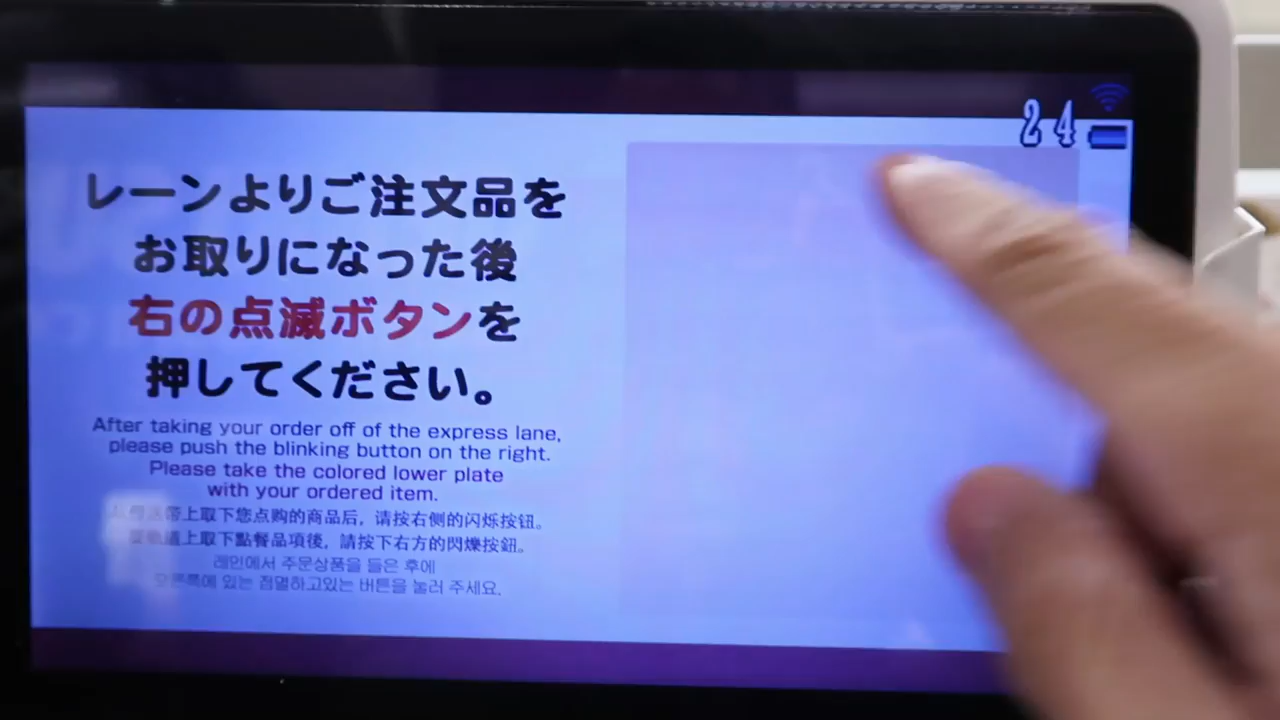 24
レーンよりご注文品を
お取りになった後
右の点滅ボタンを
押してください。
After taking your order off of the express lane,
please push the blinking button on the right.
Please take the colored lower plate
with your ordered item.
带上取下您点购的商品后，请按右侧的闪烁按钮。
上取下點餐品項後，請按下右方的閃爍按鈕。
레인에서 주문상품을 들은 후에
오른쪽에 있는 점멸하고있는 버튼을 눌러 주세요.